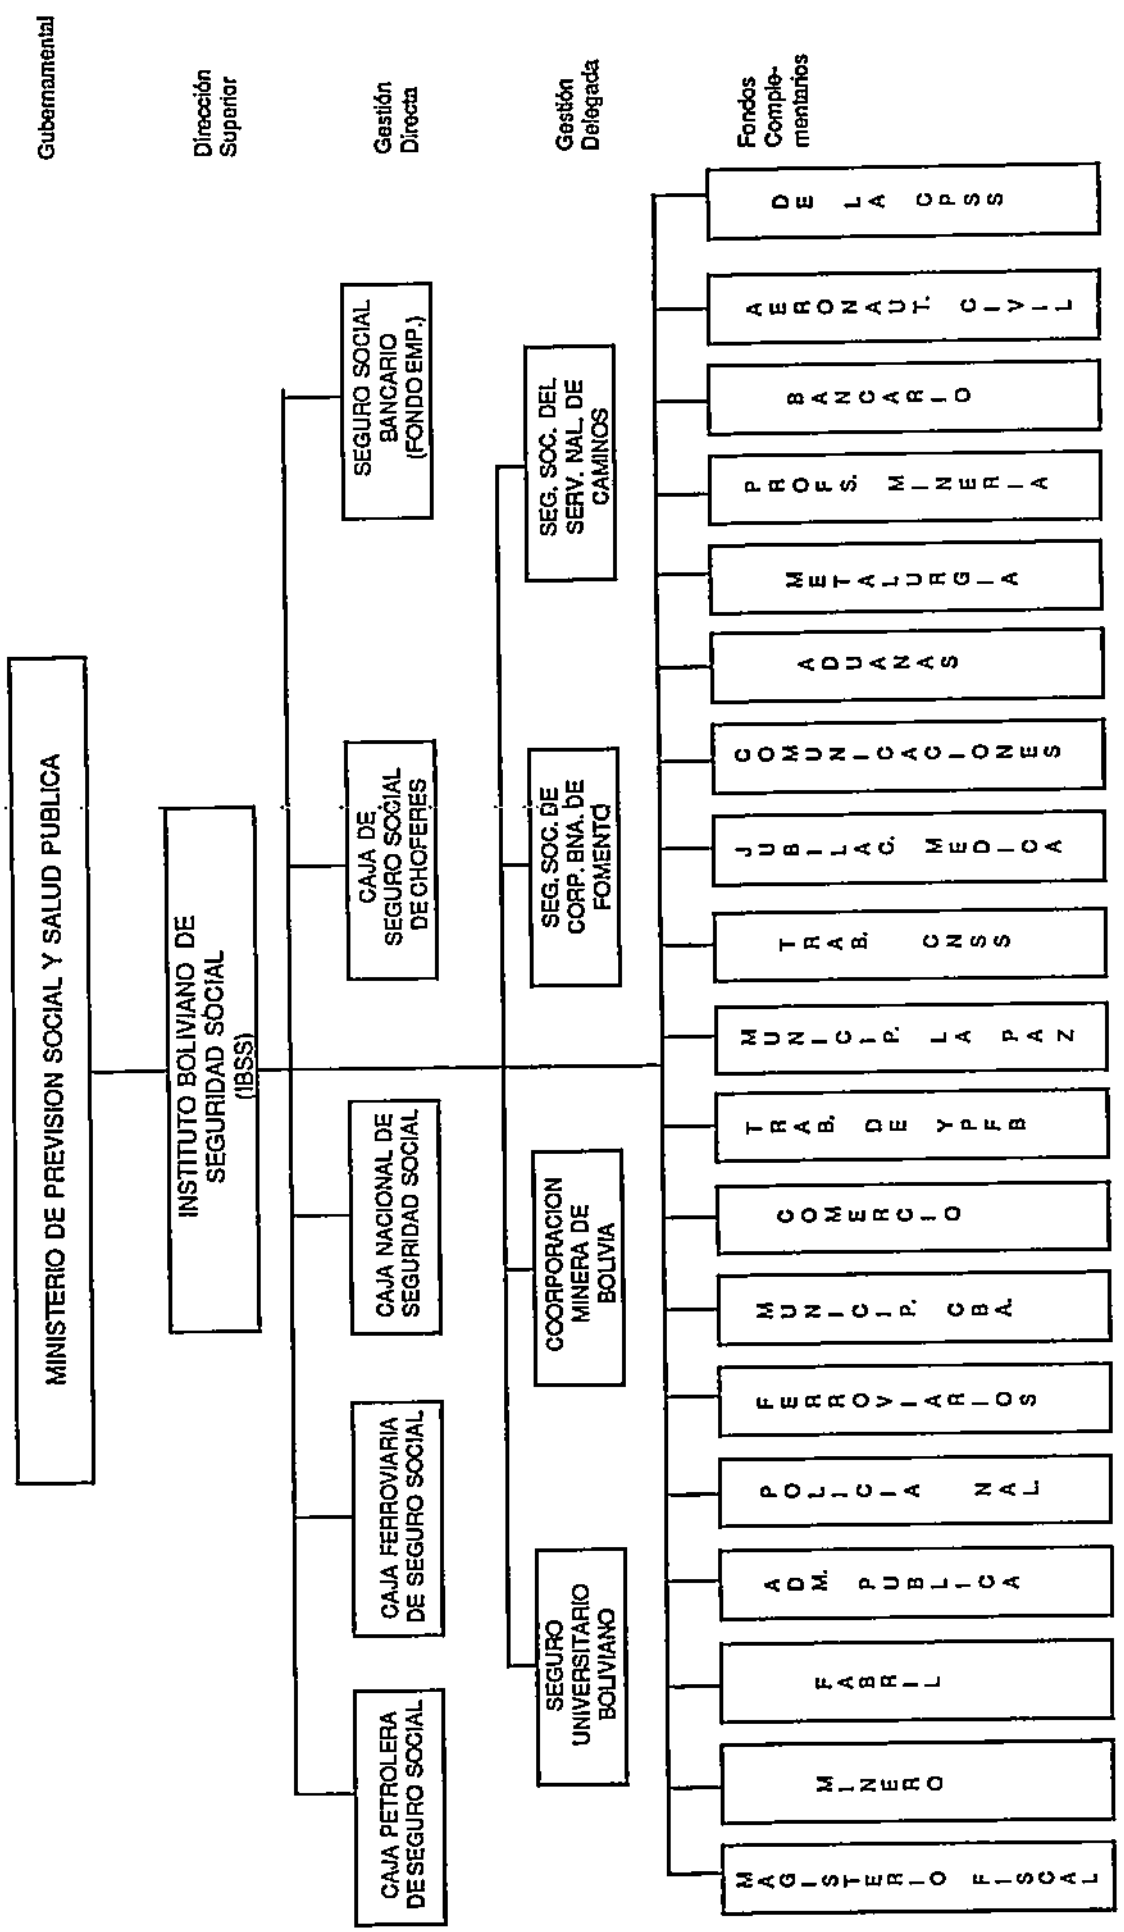 Gubernamental
MINISTERIO DE PREVISION SOCIAL Y SALUD PUBLICA
Dirección
Superior
INSTITUTO BOLIVIANO DE
SEGURIDAD SOCIAL
(IBSS)
Gestión
Directa
CAJA PETROLERA
DE SEGURO SOCIAL
CAJA FERROVIARIA
DE SEGURO SOCIAL
CAJA NACIONAL DE
SEGURIDAD SOCIAL
CAJA DE
SEGURO SOCIAL
DE CHOFERES
SEGURO SOCIAL
BANCARIO
(FONDO EMP.)
Gestión
Delegada
SEGURO
UNIVERSITARIO
BOLIVIANO
COORPORACION
MINERA DE
BOLIVIA
SEG. SOC. DE
CORP. BNA. DE
FOMENTO
SEG. SOC. DEL
SERV. NAL. DE
CAMINOS
Fondos
Comple-
mentarios
MAGISTERIO FISCAL
MINERO
FABRIL
ADM. PUBLICA
POLICIA NAL.
FERROVIARIOS
MUNICIP. CBA.
COMERCIO
TRAB. DE YPFB
MUNICIP. LA PAZ
TRAB. CNSS
JUBILAC. MEDICA
COMUNICACIONES
ADUANAS
METALURGIA
PROFS. MINERIA
BANCARIO
AERONAUT. CIVIL
DE LA CPSS